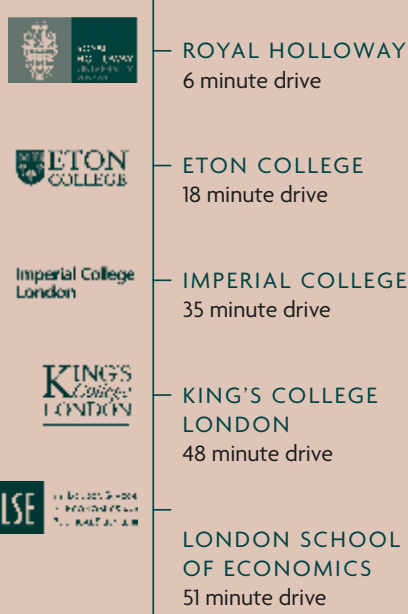 ROYAL HOLLOWAY
6 minute drive
ETON
COLLEGE
ETON COLLEGE
18 minute drive
Imperial College
London
IMPERIAL COLLEGE
35 minute drive
KING'S
College
LONDON
KING'S COLLEGE
LONDON
48 minute drive
LSE
LONDON SCHOOL
OF ECONOMICS
51 minute drive